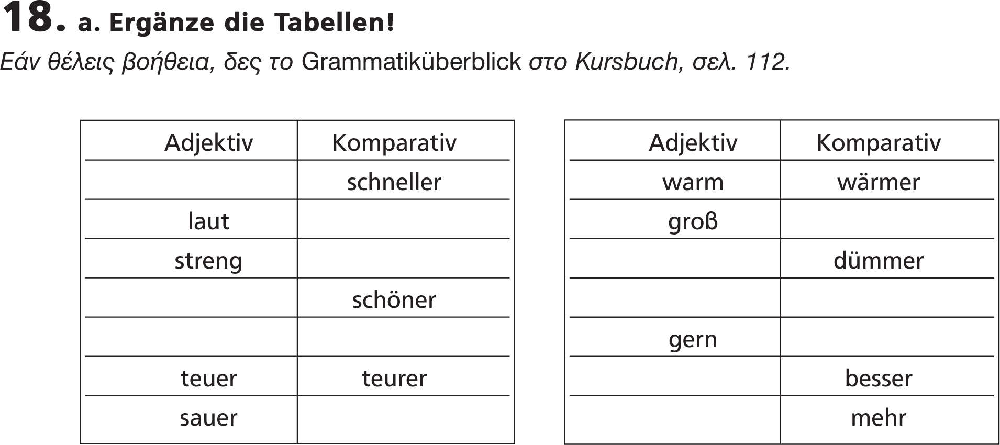 18. a. Ergänze die Tabellen!
Εάν θέλεις βοήθεια, δες το Grammatiküberblick στο Kursbuch, σελ. 112.
Adjektiv Komparativ
schneller
laut
streng
schöner
teuer teurer
sauer
Adjektiv Komparativ
warm wärmer
groß
dümmer
gern
besser
mehr